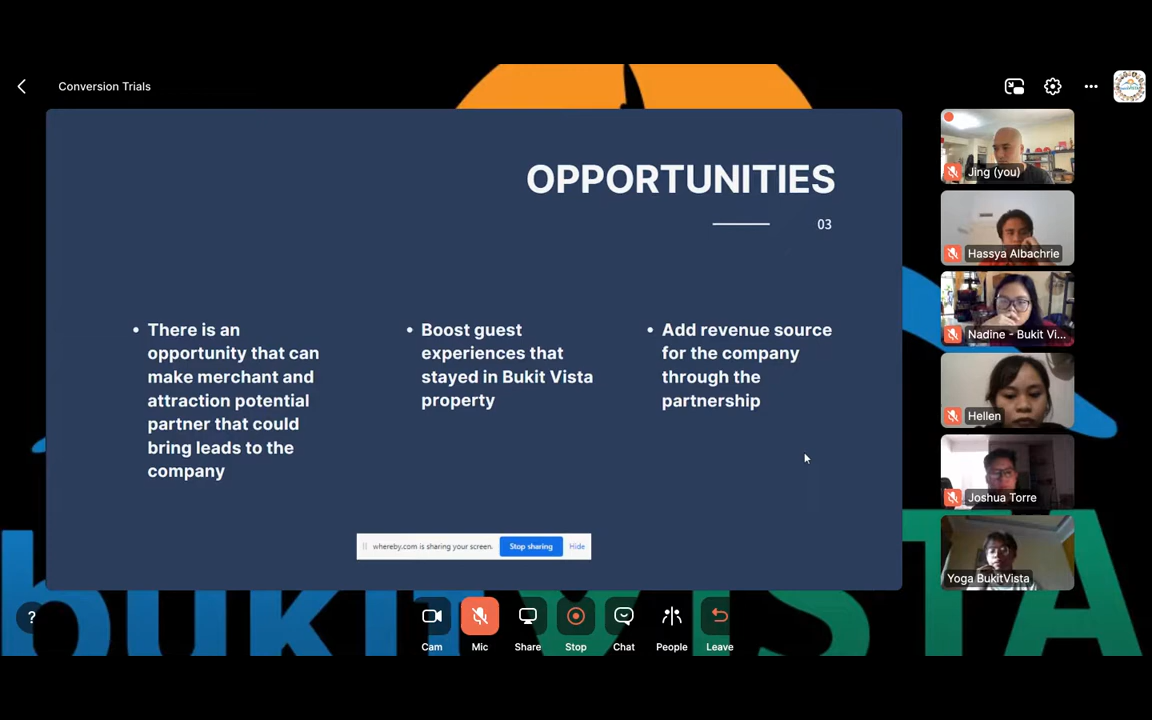 Conversion Trials
OPPORTUNITIES
03
• There is an
opportunity that can
make merchant and
attraction potential
partner that could
bring leads to the
company
• Boost guest
experiences that
stayed in Bukit Vista
property
• Add revenue source
for the company
through the
partnership
whereby.com is sharing your screen.
Stop sharing
Hide
Jing (you)
Hassya Albachrie
Nadine - Bukit Vi...
Hellen
Joshua Torre
Yoga BukitVista
bukit VISTA
?
Cam
Mic
Share
Stop
Chat
People
Leave